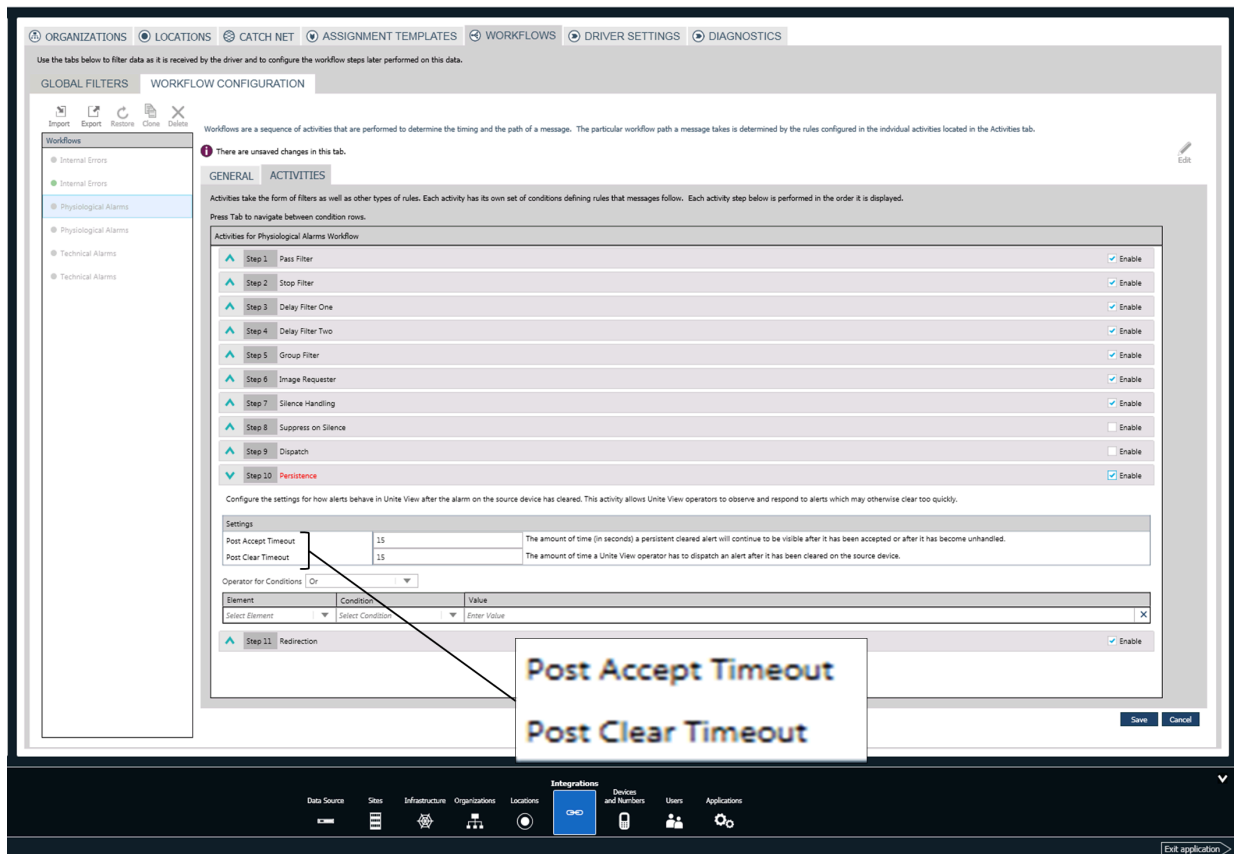 ORGANIZATIONS LOCATIONS CATCH NET ASSIGNMENT TEMPLATES WORKFLOWS DRIVER SETTINGS DIAGNOSTICS
Use the tabs below to filter data as it is received by the driver and to configure the workflow steps later performed on this data.
GLOBAL FILTERS WORKFLOW CONFIGURATION
Import Export Restore Clone Delete
Workflows
Internal Errors
Internal Errors
Physiological Alarms
Physiological Alarms
Technical Alarms
Technical Alarms
Workflows are a sequence of activities that are performed to determine the timing and the path of a message. The particular workflow path a message takes is determined by the rules configured in the indvidual activities located in the Activities tab.
There are unsaved changes in this tab.
Edit
GENERAL ACTIVITIES
Activities take the form of filters as well as other types of rules. Each activity has its own set of conditions defining rules that messages follow. Each activity step below is performed in the order it is displayed.
Press Tab to navigate between condition rows.
Activities for Physiological Alarms Workflow
Step 1 Pass Filter Enable
Step 2 Stop Filter Enable
Step 3 Delay Filter One Enable
Step 4 Delay Filter Two Enable
Step 5 Group Filter Enable
Step 6 Image Requester Enable
Step 7 Silence Handling Enable
Step 8 Suppress on Silence Enable
Step 9 Dispatch Enable
Step 10 Persistence Enable
Configure the settings for how alerts behave in Unite View after the alarm on the source device has cleared. This activity allows Unite View operators to observe and respond to alerts which may otherwise clear too quickly.
Settings
Post Accept Timeout 15 The amount of time (in seconds) a persistent cleared alert will continue to be visible after it has been accepted or after it has become unhandled.
Post Clear Timeout 15 The amount of time a Unite View operator has to dispatch an alert after it has been cleared on the source device.
Operator for Conditions Or
Element Condition Value
Select Element Select Condition Enter Value
Step 11 Redirection Enable
Post Accept Timeout
Post Clear Timeout
Save Cancel
Integrations
Data Source Sites Infrastructure Organizations Locations Devices and Numbers Users Applications
Exit application